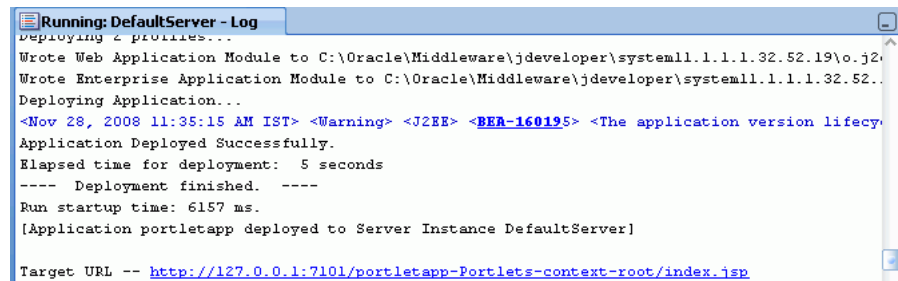 Running: DefaultServer - Log
Deploying 2 profiles...
Wrote Web Application Module to C:\Oracle\Middleware\jdeveloper\system11.1.1.1.32.52.19\o.j2
Wrote Enterprise Application Module to C:\Oracle\Middleware\jdeveloper\system11.1.1.1.32.52..
Deploying Application...
<Nov 28, 2008 11:35:15 AM IST> <Warning> <J2EE> <BEA-160195> <The application version lifecy
Application Deployed Successfully.
Elapsed time for deployment:  5 seconds
----  Deployment finished.  ----
Run startup time: 6157 ms.
[Application portletapp deployed to Server Instance DefaultServer]
Target URL -- http://127.0.0.1:7101/portletapp-Portlets-context-root/index.jsp